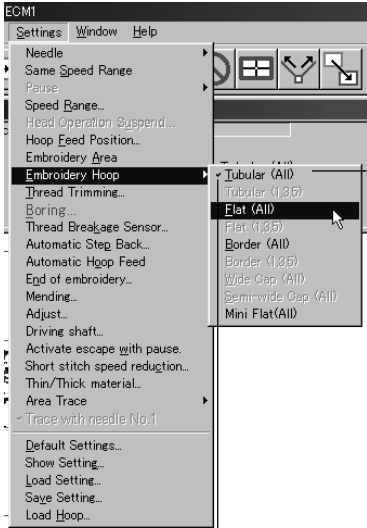 ECM1
Settings Window Help
Needle
Same Speed Range
Pause
Speed Range...
Head Operation Suspend...
Hoop Feed Position...
Embroidery Area
Embroidery Hoop
Thread Trimming...
Boring...
Thread Breakage Sensor...
Automatic Step Back...
Automatic Hoop Feed
End of embroidery...
Mending...
Adjust...
Driving shaft...
Activate escape with pause.
Short stitch speed reduction...
Thin/Thick material...
Area Trace
Trace with needle No.1
Default Settings...
Show Setting...
Load Setting...
Save Setting...
Load Hoop...
Tubular (All)
Tubular (1,3,5)
Flat (All)
Flat (1,3,5)
Border (All)
Border (1,3,5)
Wide Cap (All)
Semi-wide Cap (All)
Mini Flat(All)